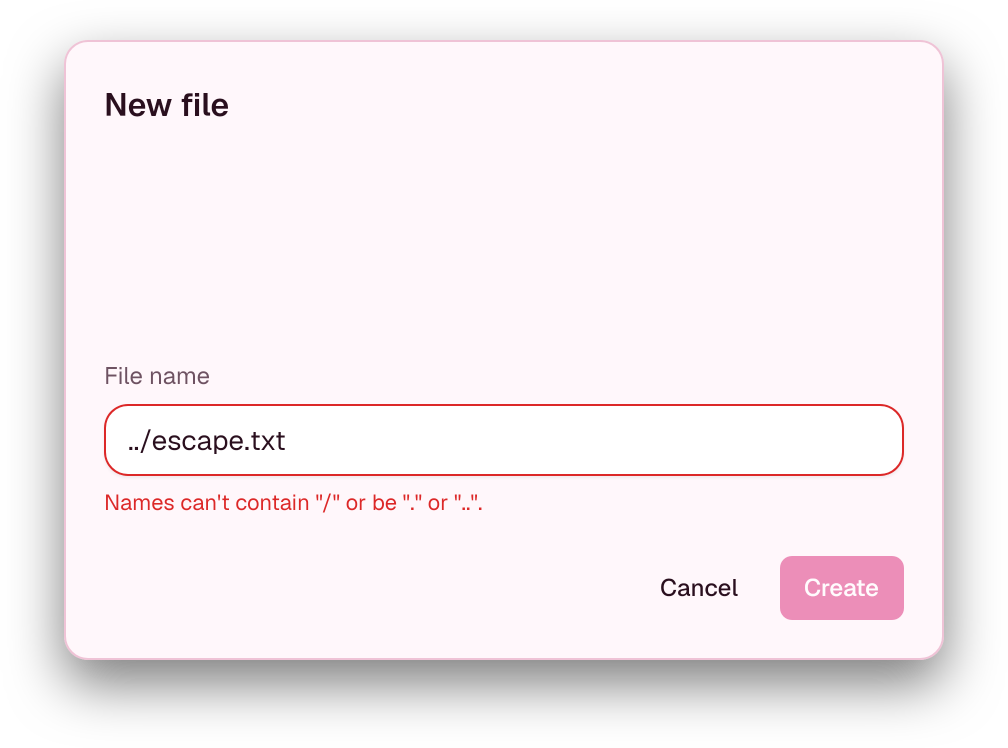 New file
File name
../escape.txt
Names can't contain "/" or be "." or "..".
Cancel
Create